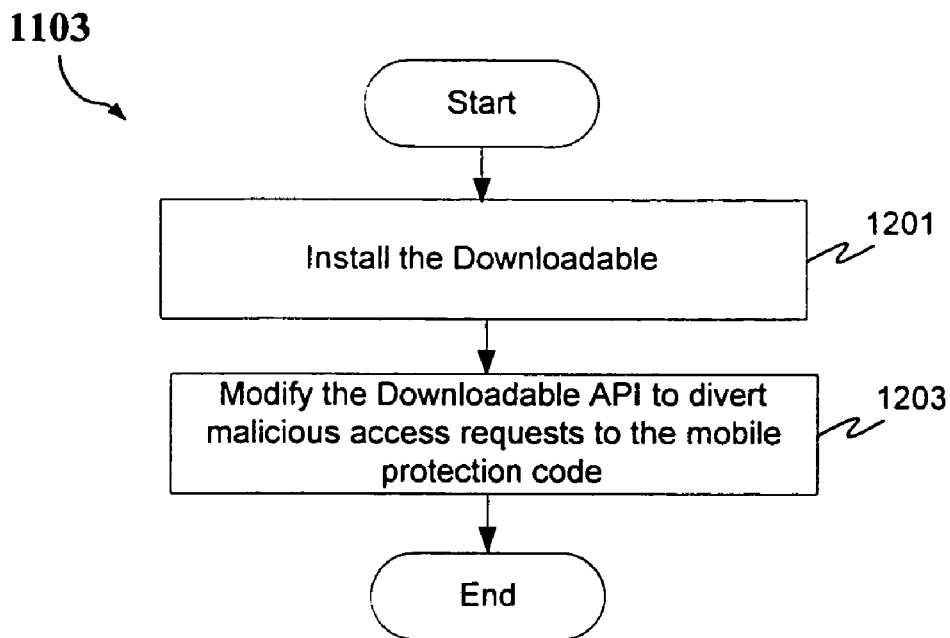 1103
Start
Install the Downloadable
1201
Modify the Downloadable API to divert
malicious access requests to the mobile
protection code
1203
End